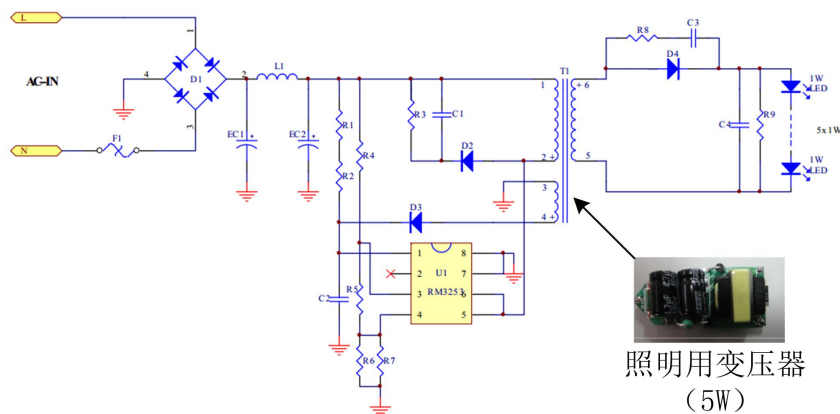 L
AC-IN
N
F1
1
2
3
4
D1
L1
EC1
+
EC2
+
R1
R2
R3
R4
C1
D2
D3
T1
1
2
+
3
4
+
+
6
5
R8
C3
D4
C4
R9
1W
LED
5x1W
1W
LED
C2
R5
R6
R7
1
2
3
4
U1
RM3253
8
7
6
5
照明用变压器
（5W）